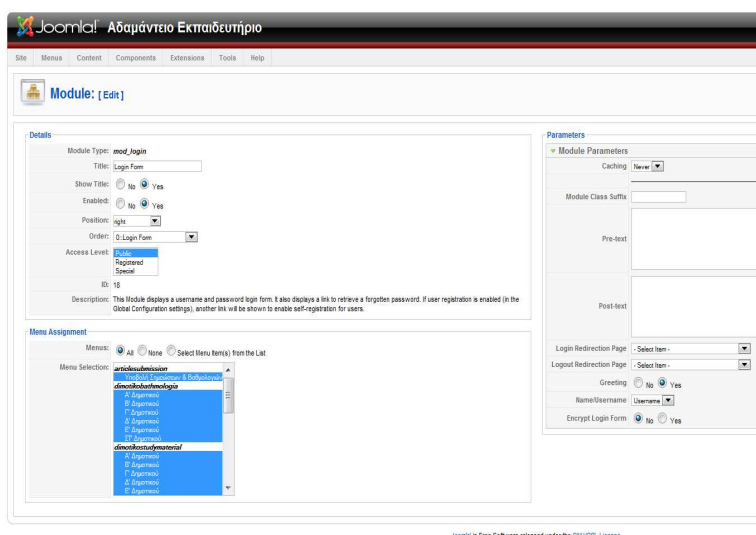 Joomla! Αδαμάντειο Εκπαιδευτήριο
Site Menus Content Components Extensions Tools Help
Module: [ Edit ]
Details
Module Type: mod_login
Title: Login Form
Show Title: No Yes
Enabled: No Yes
Position: right
Order: 0::Login Form
Access Level: Public
Registered
Special
ID: 18
Description: This Module displays a username and password login form. It also displays a link to retrieve a forgotten password. If user registration is enabled (in the
Global Configuration settings), another link will be shown to enable self-registration for users.
Menu Assignment
Menus: All None Select Menu Item(s) from the List
Menu Selection: articlesubmission
Υποβολή Σημειώσεων & Βαθμολογιών
dimotikobathmologia
Α' Δημοτικού
Β' Δημοτικού
Γ' Δημοτικού
Δ' Δημοτικού
Ε' Δημοτικού
ΣΤ' Δημοτικού
dimotikostudymaterial
Α' Δημοτικού
Β' Δημοτικού
Γ' Δημοτικού
Δ' Δημοτικού
Ε' Δημοτικού
Parameters
Module Parameters
Caching Never
Module Class Suffix
Pre-text
Post-text
Login Redirection Page - Select Item -
Logout Redirection Page - Select Item -
Greeting No Yes
Name/Username Username
Encrypt Login Form No Yes